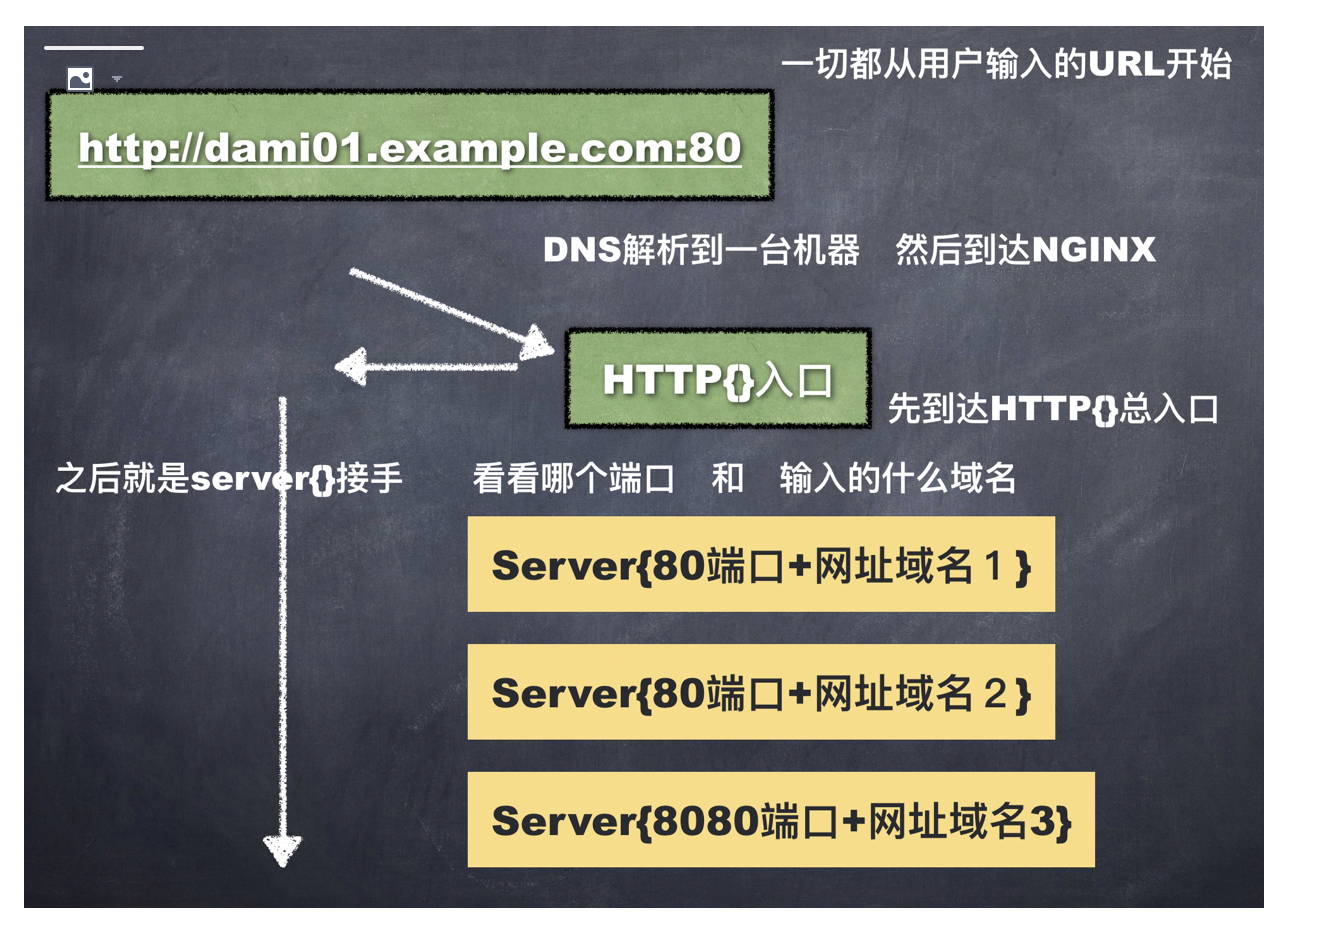 一切都从用户输入的URL开始
http://dami01.example.com:80
DNS解析到一台机器 然后到达NGINX
HTTP{}入口
先到达HTTP{}总入口
之后就是server{}接手
看看哪个端口 和 输入的什么域名
Server{80端口+网址域名１}
Server{80端口+网址域名２}
Server{8080端口+网址域名3}